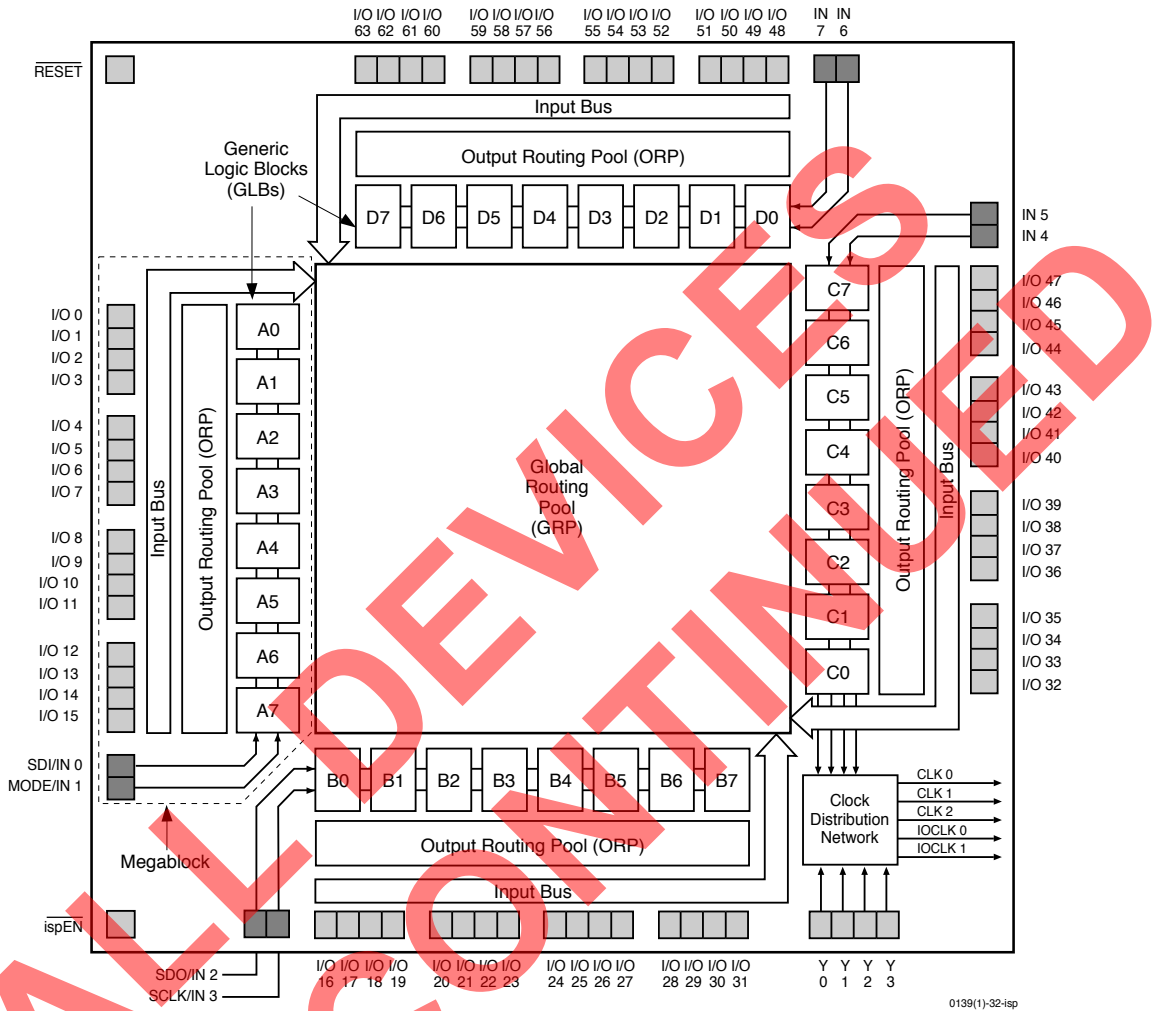 I/O I/O I/O I/O
63 62 61 60
I/O I/O I/O I/O
59 58 57 56
I/O I/O I/O I/O
55 54 53 52
I/O I/O I/O I/O
51 50 49 48
IN IN
7 6
RESET
Input Bus
Output Routing Pool (ORP)
Generic
Logic Blocks
(GLBs)
D7 D6 D5 D4 D3 D2 D1 D0
IN 5
IN 4
I/O 0
I/O 1
I/O 2
I/O 3
I/O 4
I/O 5
I/O 6
I/O 7
I/O 8
I/O 9
I/O 10
I/O 11
I/O 12
I/O 13
I/O 14
I/O 15
SDI/IN 0
MODE/IN 1
Input Bus
Output Routing Pool (ORP)
A0
A1
A2
A3
A4
A5
A6
A7
Global
Routing
Pool
(GRP)
C7
C6
C5
C4
C3
C2
C1
C0
Output Routing Pool (ORP)
Input Bus
I/O 47
I/O 46
I/O 45
I/O 44
I/O 43
I/O 42
I/O 41
I/O 40
I/O 39
I/O 38
I/O 37
I/O 36
I/O 35
I/O 34
I/O 33
I/O 32
B0 B1 B2 B3 B4 B5 B6 B7
Output Routing Pool (ORP)
Input Bus
Megablock
Clock
Distribution
Network
CLK 0
CLK 1
CLK 2
IOCLK 0
IOCLK 1
ispEN
SDO/IN 2
SCLK/IN 3
I/O I/O I/O I/O
16 17 18 19
I/O I/O I/O I/O
20 21 22 23
I/O I/O I/O I/O
24 25 26 27
I/O I/O I/O I/O
28 29 30 31
Y Y Y Y
0 1 2 3
0139(1)-32-isp
ALL DEVICES
CONTINUED